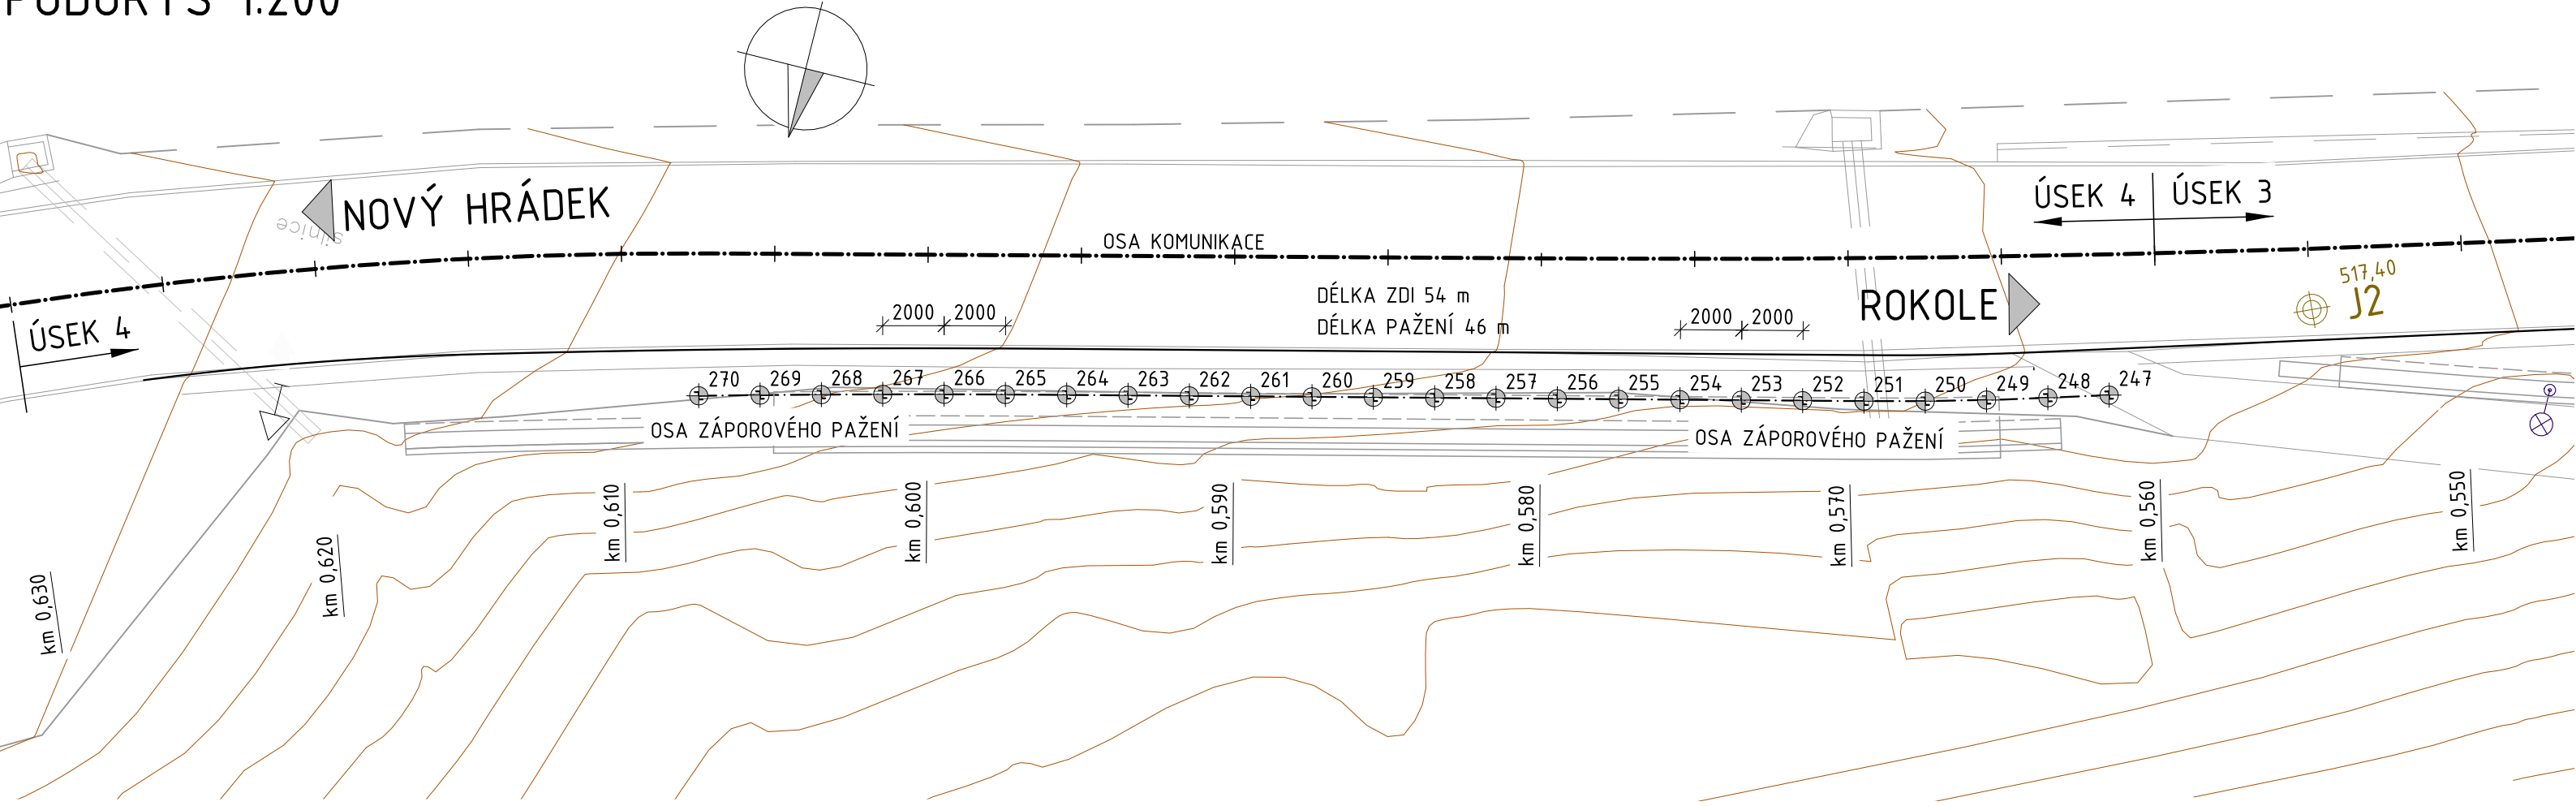 PŮDORYS 1:200
NOVÝ HRÁDEK
silnice
OSA KOMUNIKACE
ÚSEK 4
ÚSEK 3
517,40
J2
ROKOLE
DÉLKA ZDI 54 m
DÉLKA PAŽENÍ 46 m
2000 2000
2000 2000
ÚSEK 4
270 269 268 267 266 265 264 263 262 261 260 259 258 257 256 255 254 253 252 251 250 249 248 247
OSA ZÁPOROVÉHO PAŽENÍ
OSA ZÁPOROVÉHO PAŽENÍ
km 0,630
km 0,620
km 0,610
km 0,600
km 0,590
km 0,580
km 0,570
km 0,560
km 0,550